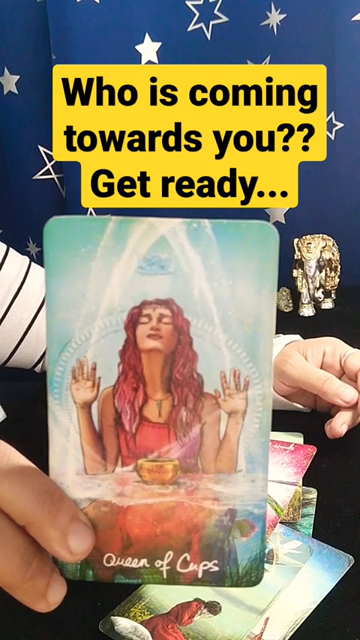 Who is coming
towards you??
Get ready...
Queen of Cups